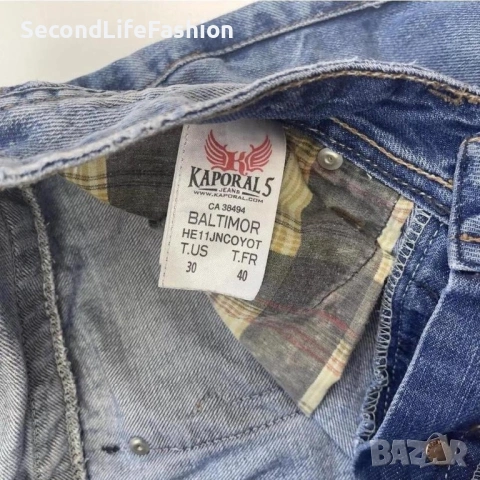 SecondLifeFashion
K
KAPORAL 5
JEANS
WWW.KAPORAL.COM
CA 38494
BALTIMOR
HE11JNCOYOT
T.US T.FR
30 40
BAZAR